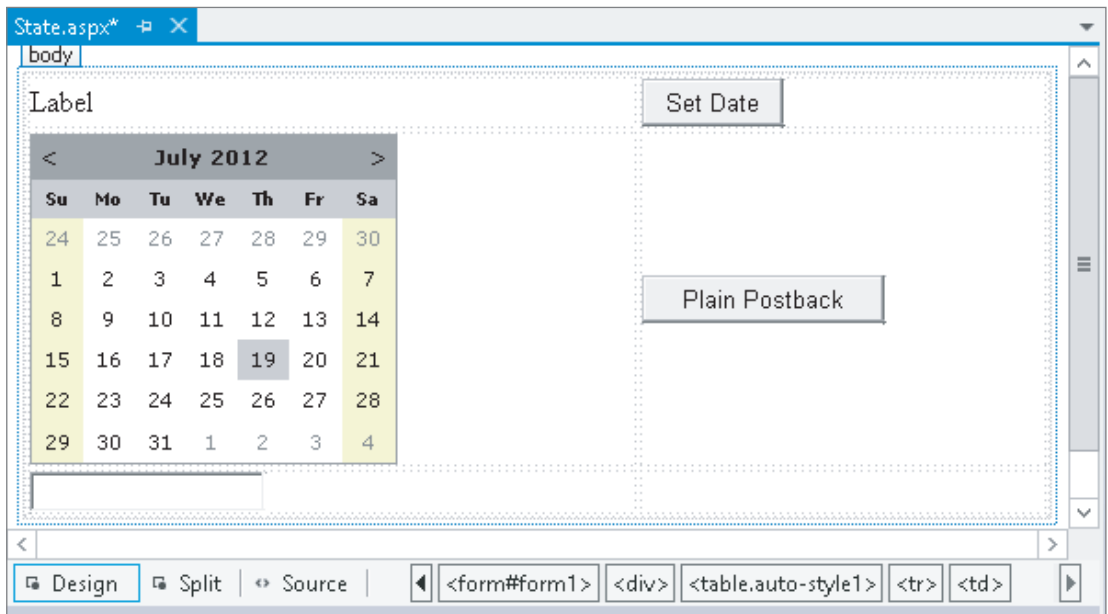 State.aspx*
body
Label
Set Date
< July 2012 >
Su Mo Tu We Th Fr Sa
24 25 26 27 28 29 30
1 2 3 4 5 6 7
8 9 10 11 12 13 14
15 16 17 18 19 20 21
22 23 24 25 26 27 28
29 30 31 1 2 3 4
Plain Postback
Design Split Source <form#form1> <div> <table.auto-style1> <tr> <td>